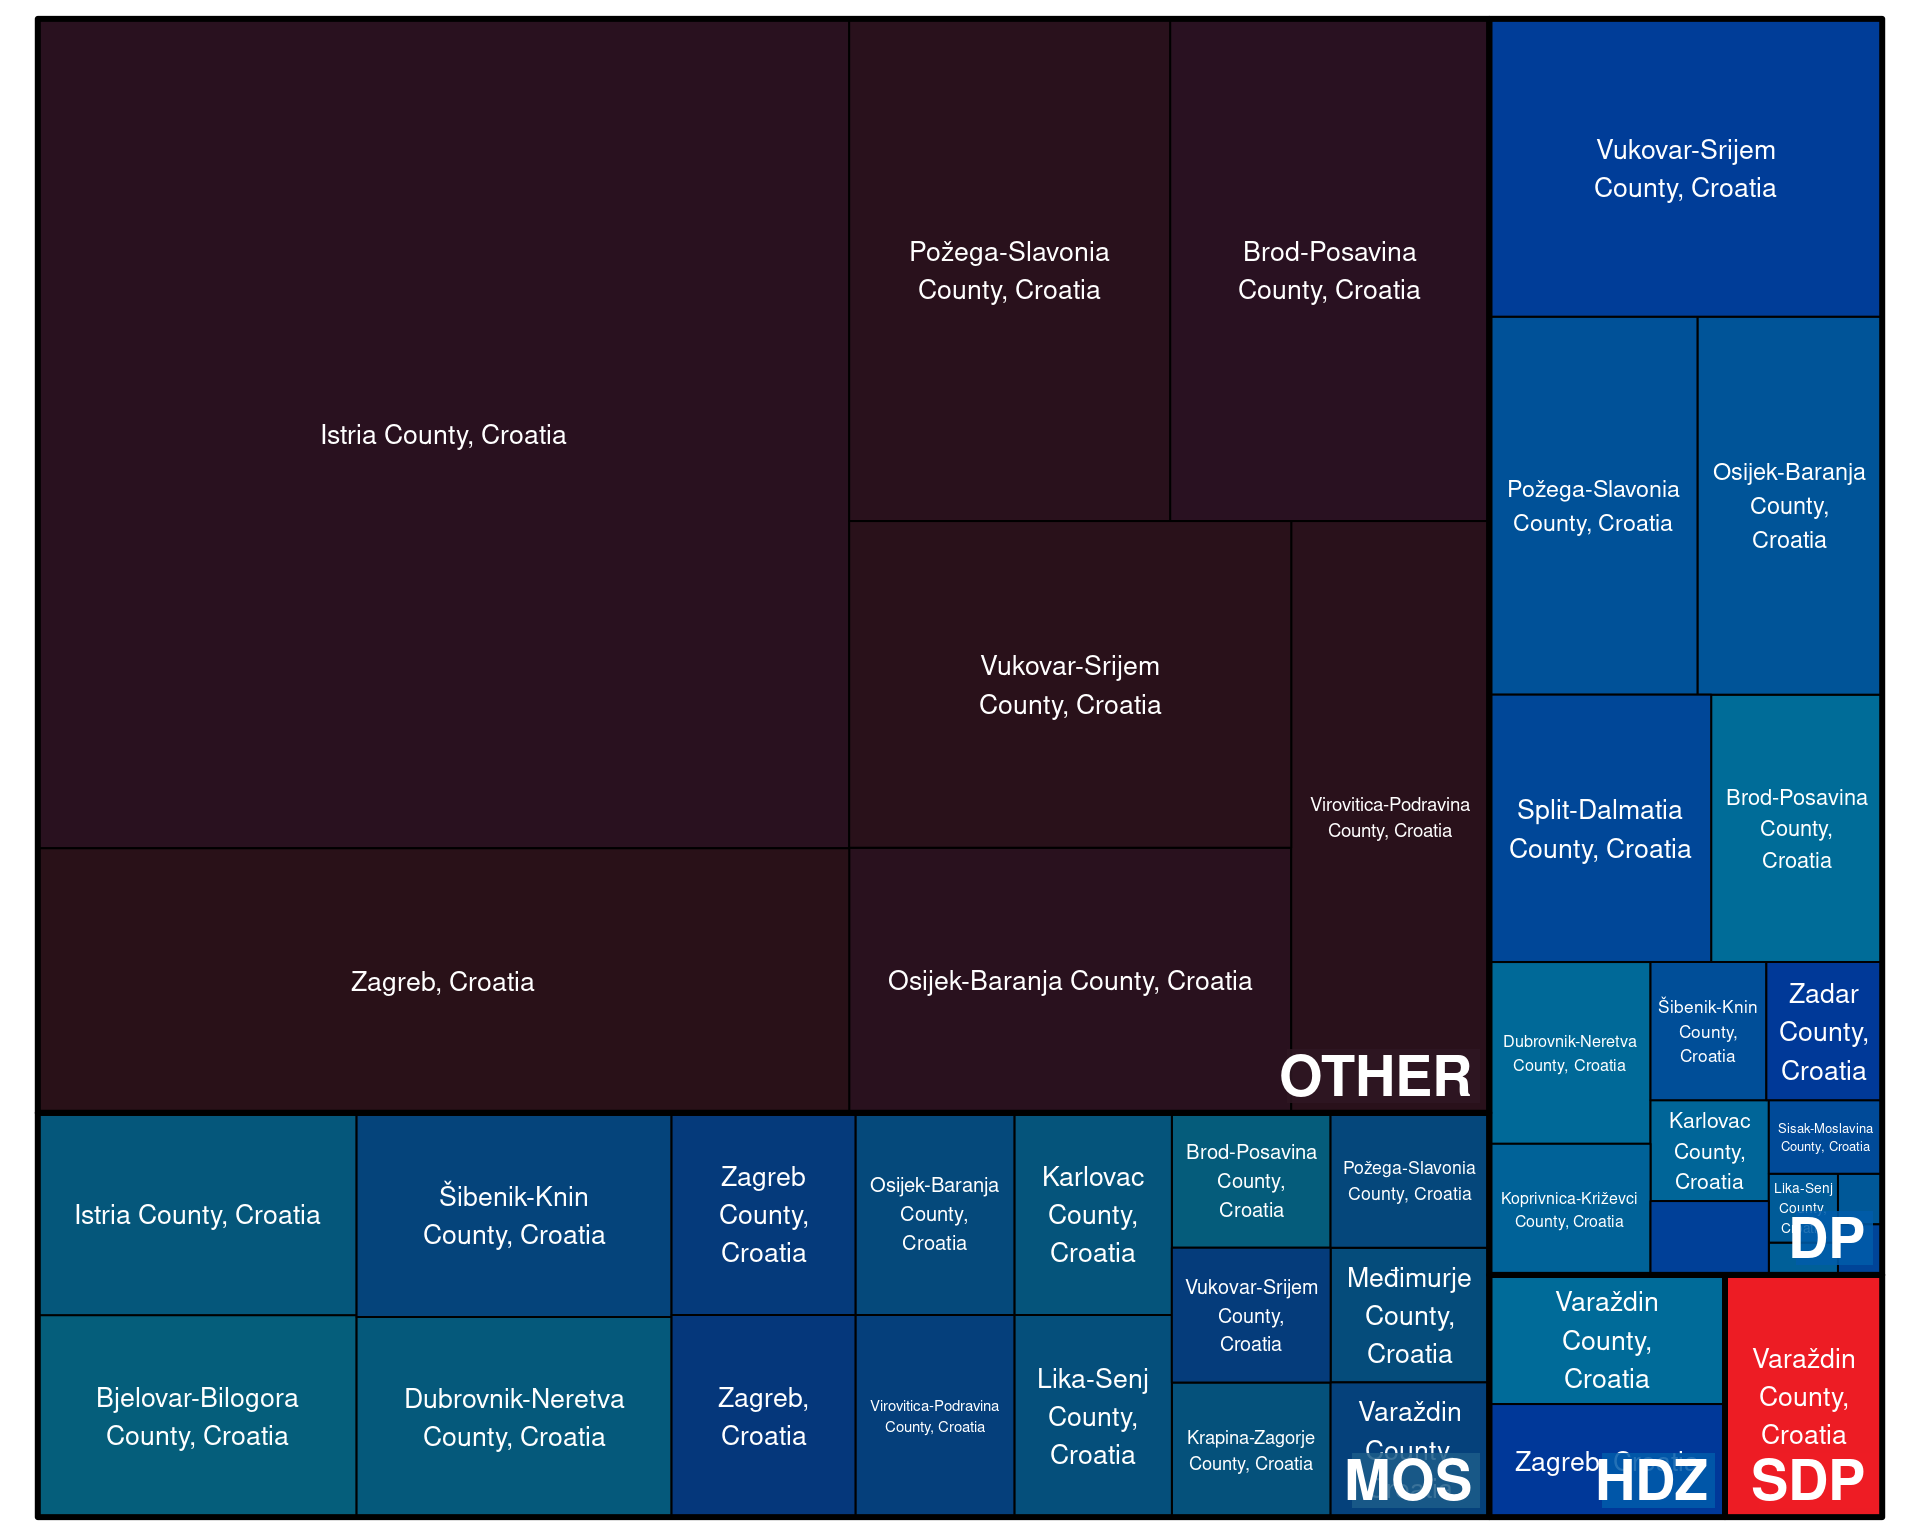 Istria County, Croatia
Požega-Slavonia
County, Croatia
Brod-Posavina
County, Croatia
Vukovar-Srijem
County, Croatia
Virovitica-Podravina
County, Croatia
Zagreb, Croatia
Osijek-Baranja County, Croatia
OTHER
Vukovar-Srijem
County, Croatia
Požega-Slavonia
County, Croatia
Osijek-Baranja
County,
Croatia
Split-Dalmatia
County, Croatia
Brod-Posavina
County,
Croatia
Dubrovnik-Neretva
County, Croatia
Šibenik-Knin
County,
Croatia
Zadar
County,
Croatia
Koprivnica-Križevci
County, Croatia
Karlovac
County,
Croatia
Sisak-Moslavina
County, Croatia
Lika-Senj
County
DP
Istria County, Croatia
Šibenik-Knin
County, Croatia
Zagreb
County,
Croatia
Osijek-Baranja
County,
Croatia
Karlovac
County,
Croatia
Brod-Posavina
County,
Croatia
Požega-Slavonia
County, Croatia
Bjelovar-Bilogora
County, Croatia
Dubrovnik-Neretva
County, Croatia
Zagreb,
Croatia
Virovitica-Podravina
County, Croatia
Lika-Senj
County,
Croatia
Vukovar-Srijem
County,
Croatia
Međimurje
County,
Croatia
Krapina-Zagorje
County, Croatia
Varaždin
County
MOS
Varaždin
County,
Croatia
Zagreb
HDZ
Varaždin
County,
Croatia
SDP